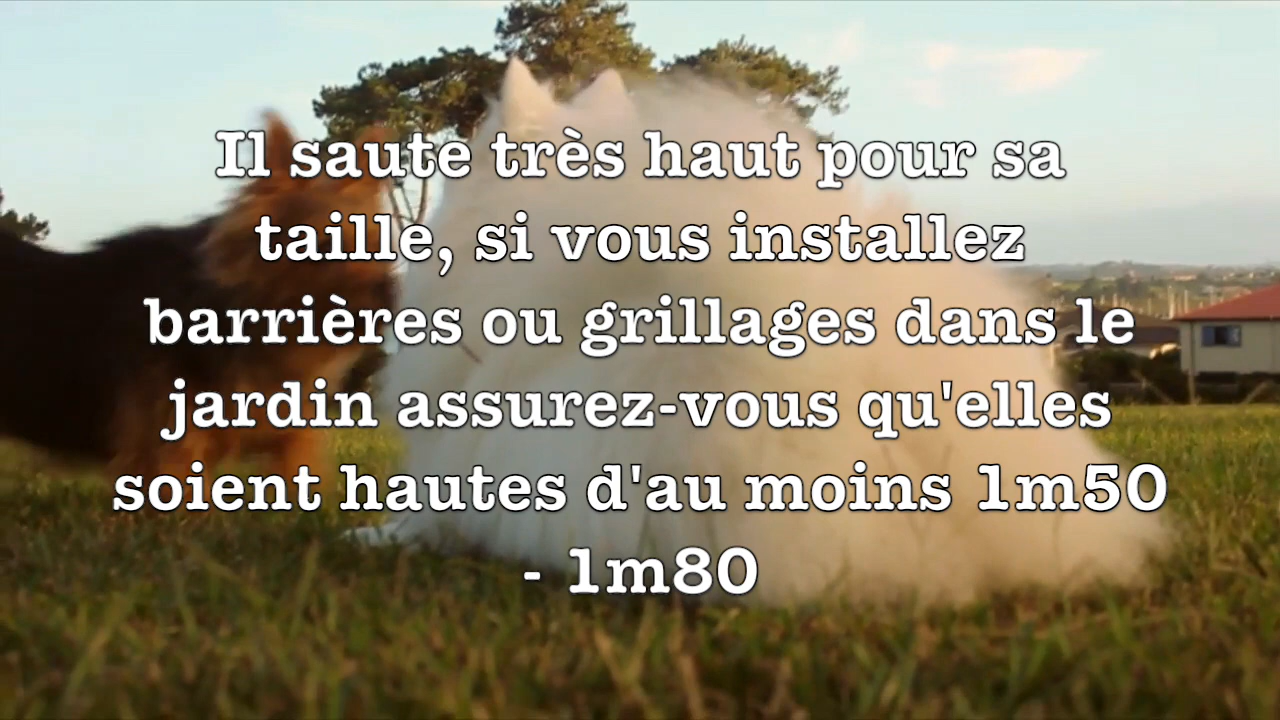 Il saute très haut pour sa
taille, si vous installez
barrières ou grillages dans le
jardin assurez-vous qu'elles
soient hautes d'au moins 1m50
- 1m80